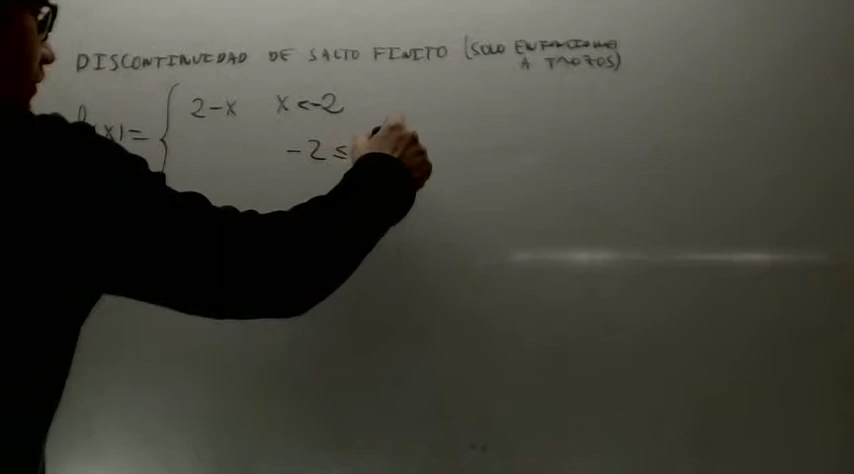 DISCONTINUIDAD DE SALTO FINITO (SOLO EN FUNCIONES
A TROZOS)
f(x) = { 2-x x<-2
-2 ≤